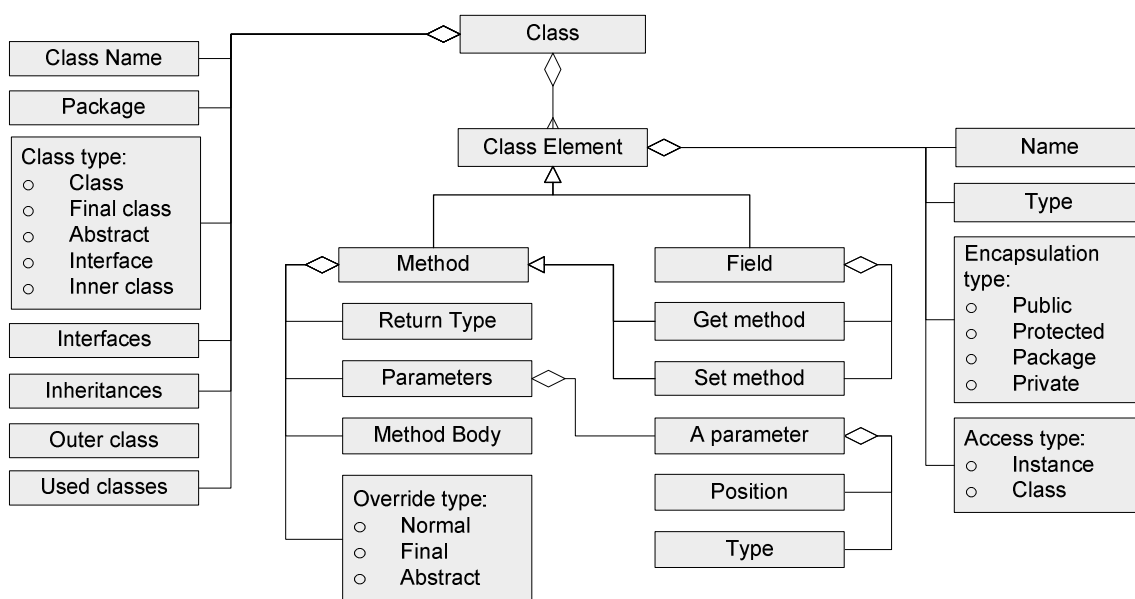 Class
Class Name
Package
Class type:
○ Class
○ Final class
○ Abstract
○ Interface
○ Inner class
Interfaces
Inheritances
Outer class
Used classes
Class Element
Method
Return Type
Parameters
Method Body
Override type:
○ Normal
○ Final
○ Abstract
Field
Get method
Set method
A parameter
Position
Type
Name
Type
Encapsulation
type:
○ Public
○ Protected
○ Package
○ Private
Access type:
○ Instance
○ Class